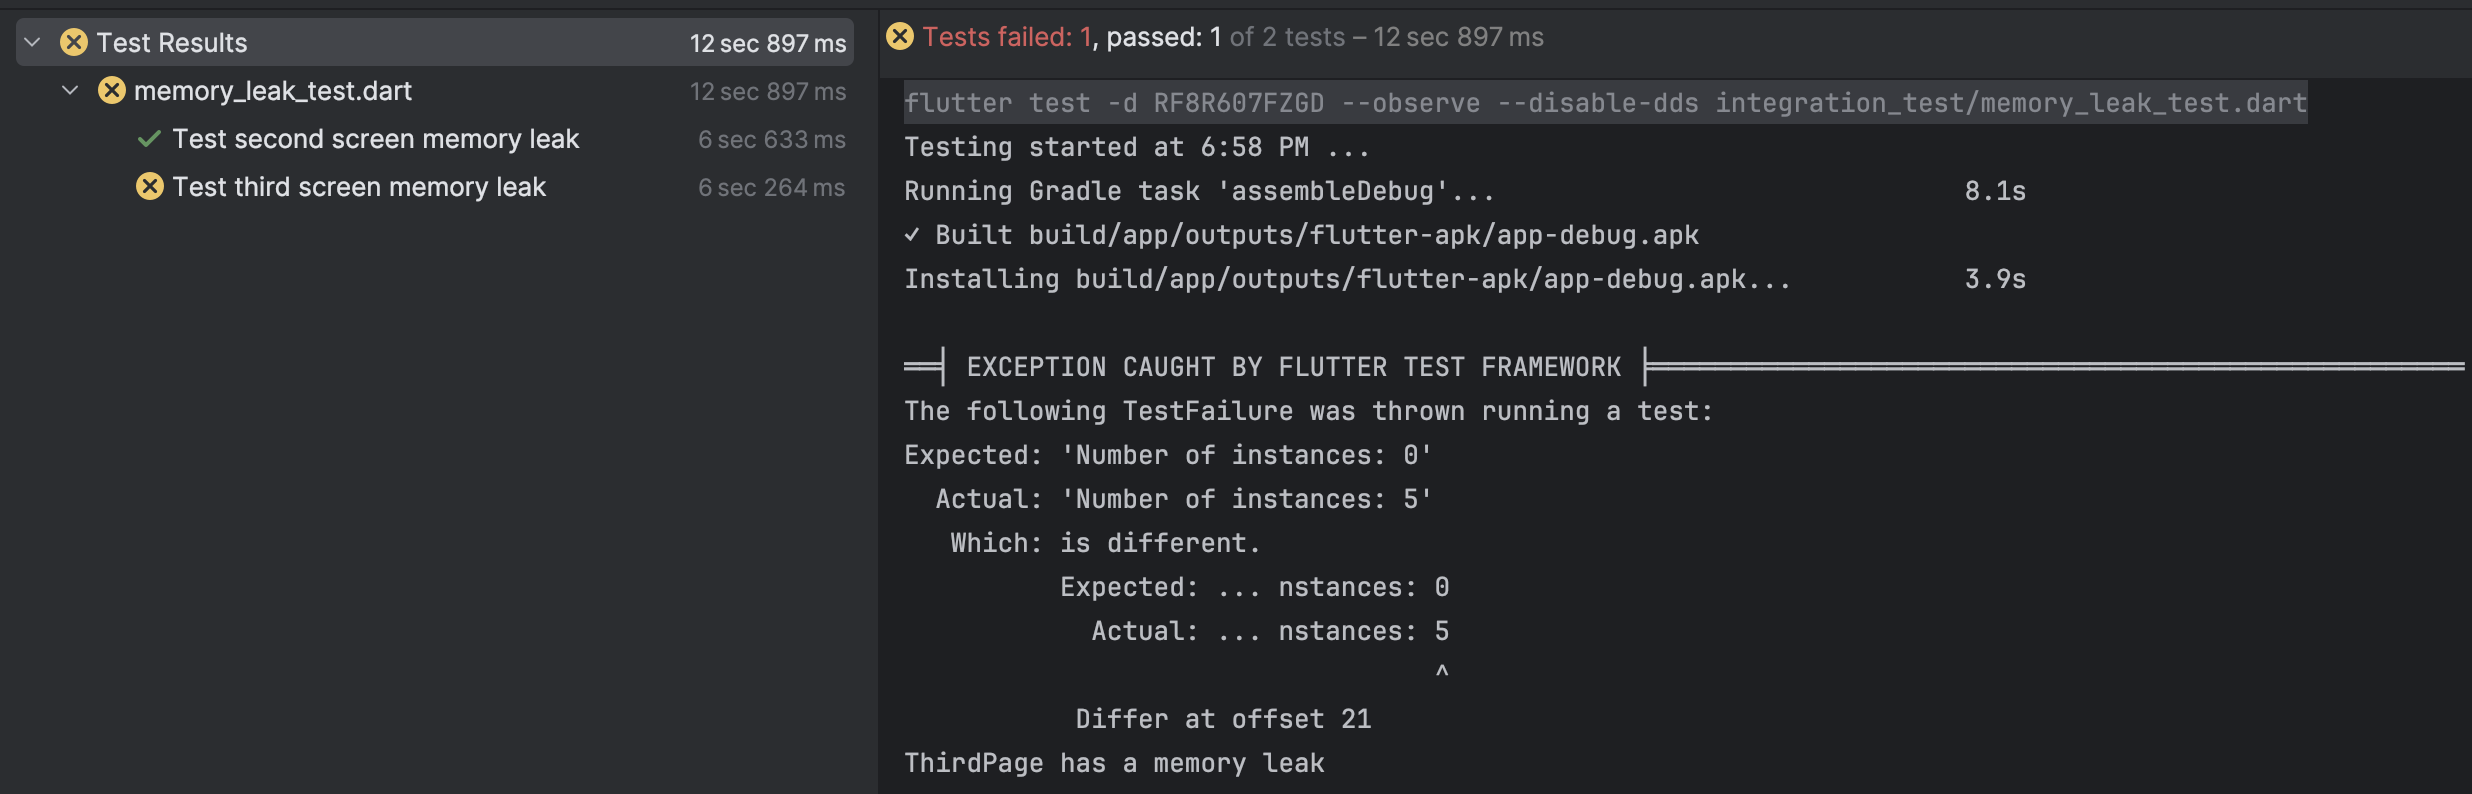 Test Results 12 sec 897 ms
memory_leak_test.dart 12 sec 897 ms
Test second screen memory leak 6 sec 633 ms
Test third screen memory leak 6 sec 264 ms
Tests failed: 1, passed: 1 of 2 tests – 12 sec 897 ms
flutter test -d RF8R607FZGD --observe --disable-dds integration_test/memory_leak_test.dart
Testing started at 6:58 PM ...
Running Gradle task 'assembleDebug'... 8.1s
✓ Built build/app/outputs/flutter-apk/app-debug.apk
Installing build/app/outputs/flutter-apk/app-debug.apk... 3.9s
══╡ EXCEPTION CAUGHT BY FLUTTER TEST FRAMEWORK ╞════════════════════════════════════════════════════
The following TestFailure was thrown running a test:
Expected: 'Number of instances: 0'
Actual: 'Number of instances: 5'
Which: is different.
Expected: ... nstances: 0
Actual: ... nstances: 5
^
Differ at offset 21
ThirdPage has a memory leak